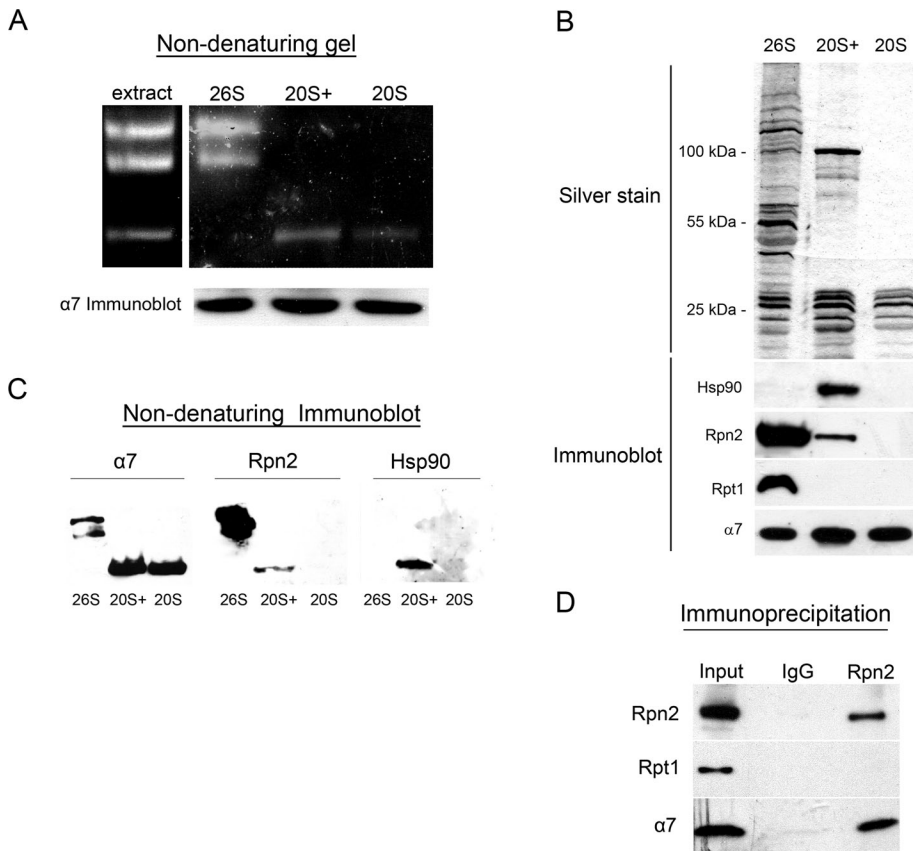 A
Non-denaturing gel
extract 26S 20S+ 20S
α7 Immunoblot
B
26S 20S+ 20S
100 kDa -
Silver stain
55 kDa -
25 kDa -
Hsp90
Rpn2
Immunoblot
Rpt1
α7
C
Non-denaturing Immunoblot
α7 Rpn2 Hsp90
26S 20S+ 20S 26S 20S+ 20S 26S 20S+ 20S
D
Immunoprecipitation
Input IgG Rpn2
Rpn2
Rpt1
α7